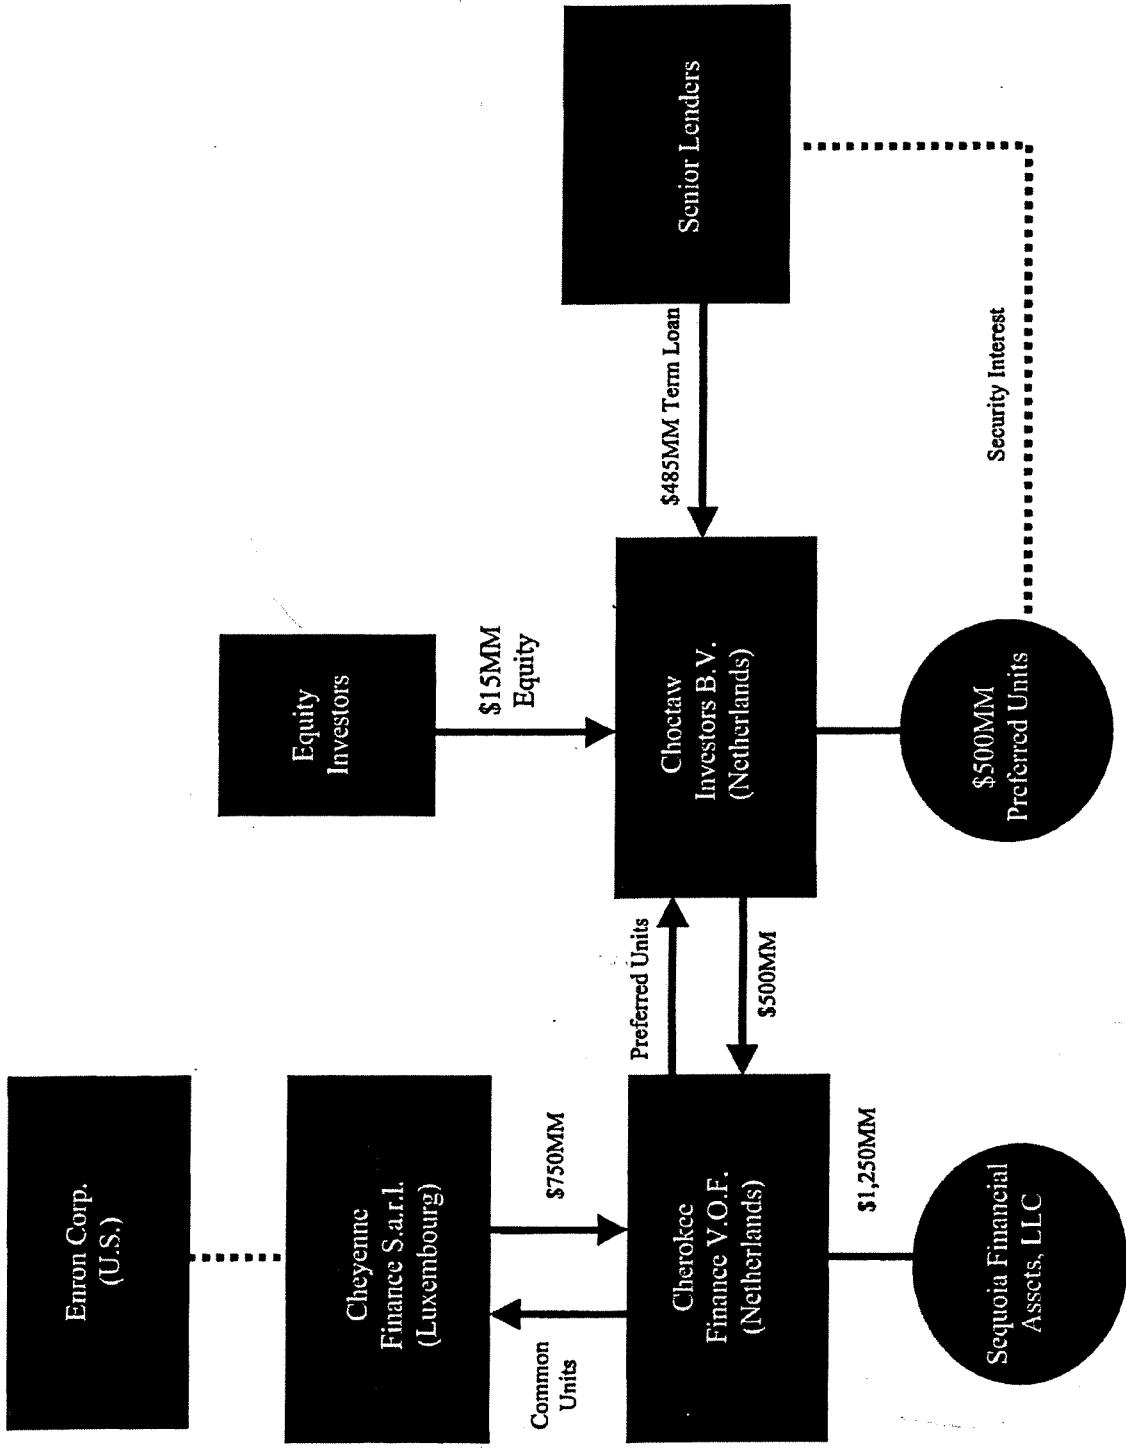 Enron Corp.
(U.S.)
Cheyenne
Finance S.a.r.l.
(Luxembourg)
Common
Units
$750MM
Cherokee
Finance V.O.F.
(Netherlands)
$1,250MM
Sequoia Financial
Assets, LLC
Preferred Units
$500MM
Equity
Investors
$15MM
Equity
Choctaw
Investors B.V.
(Netherlands)
$500MM
Preferred Units
$485MM Term Loan
Senior Lenders
Security Interest